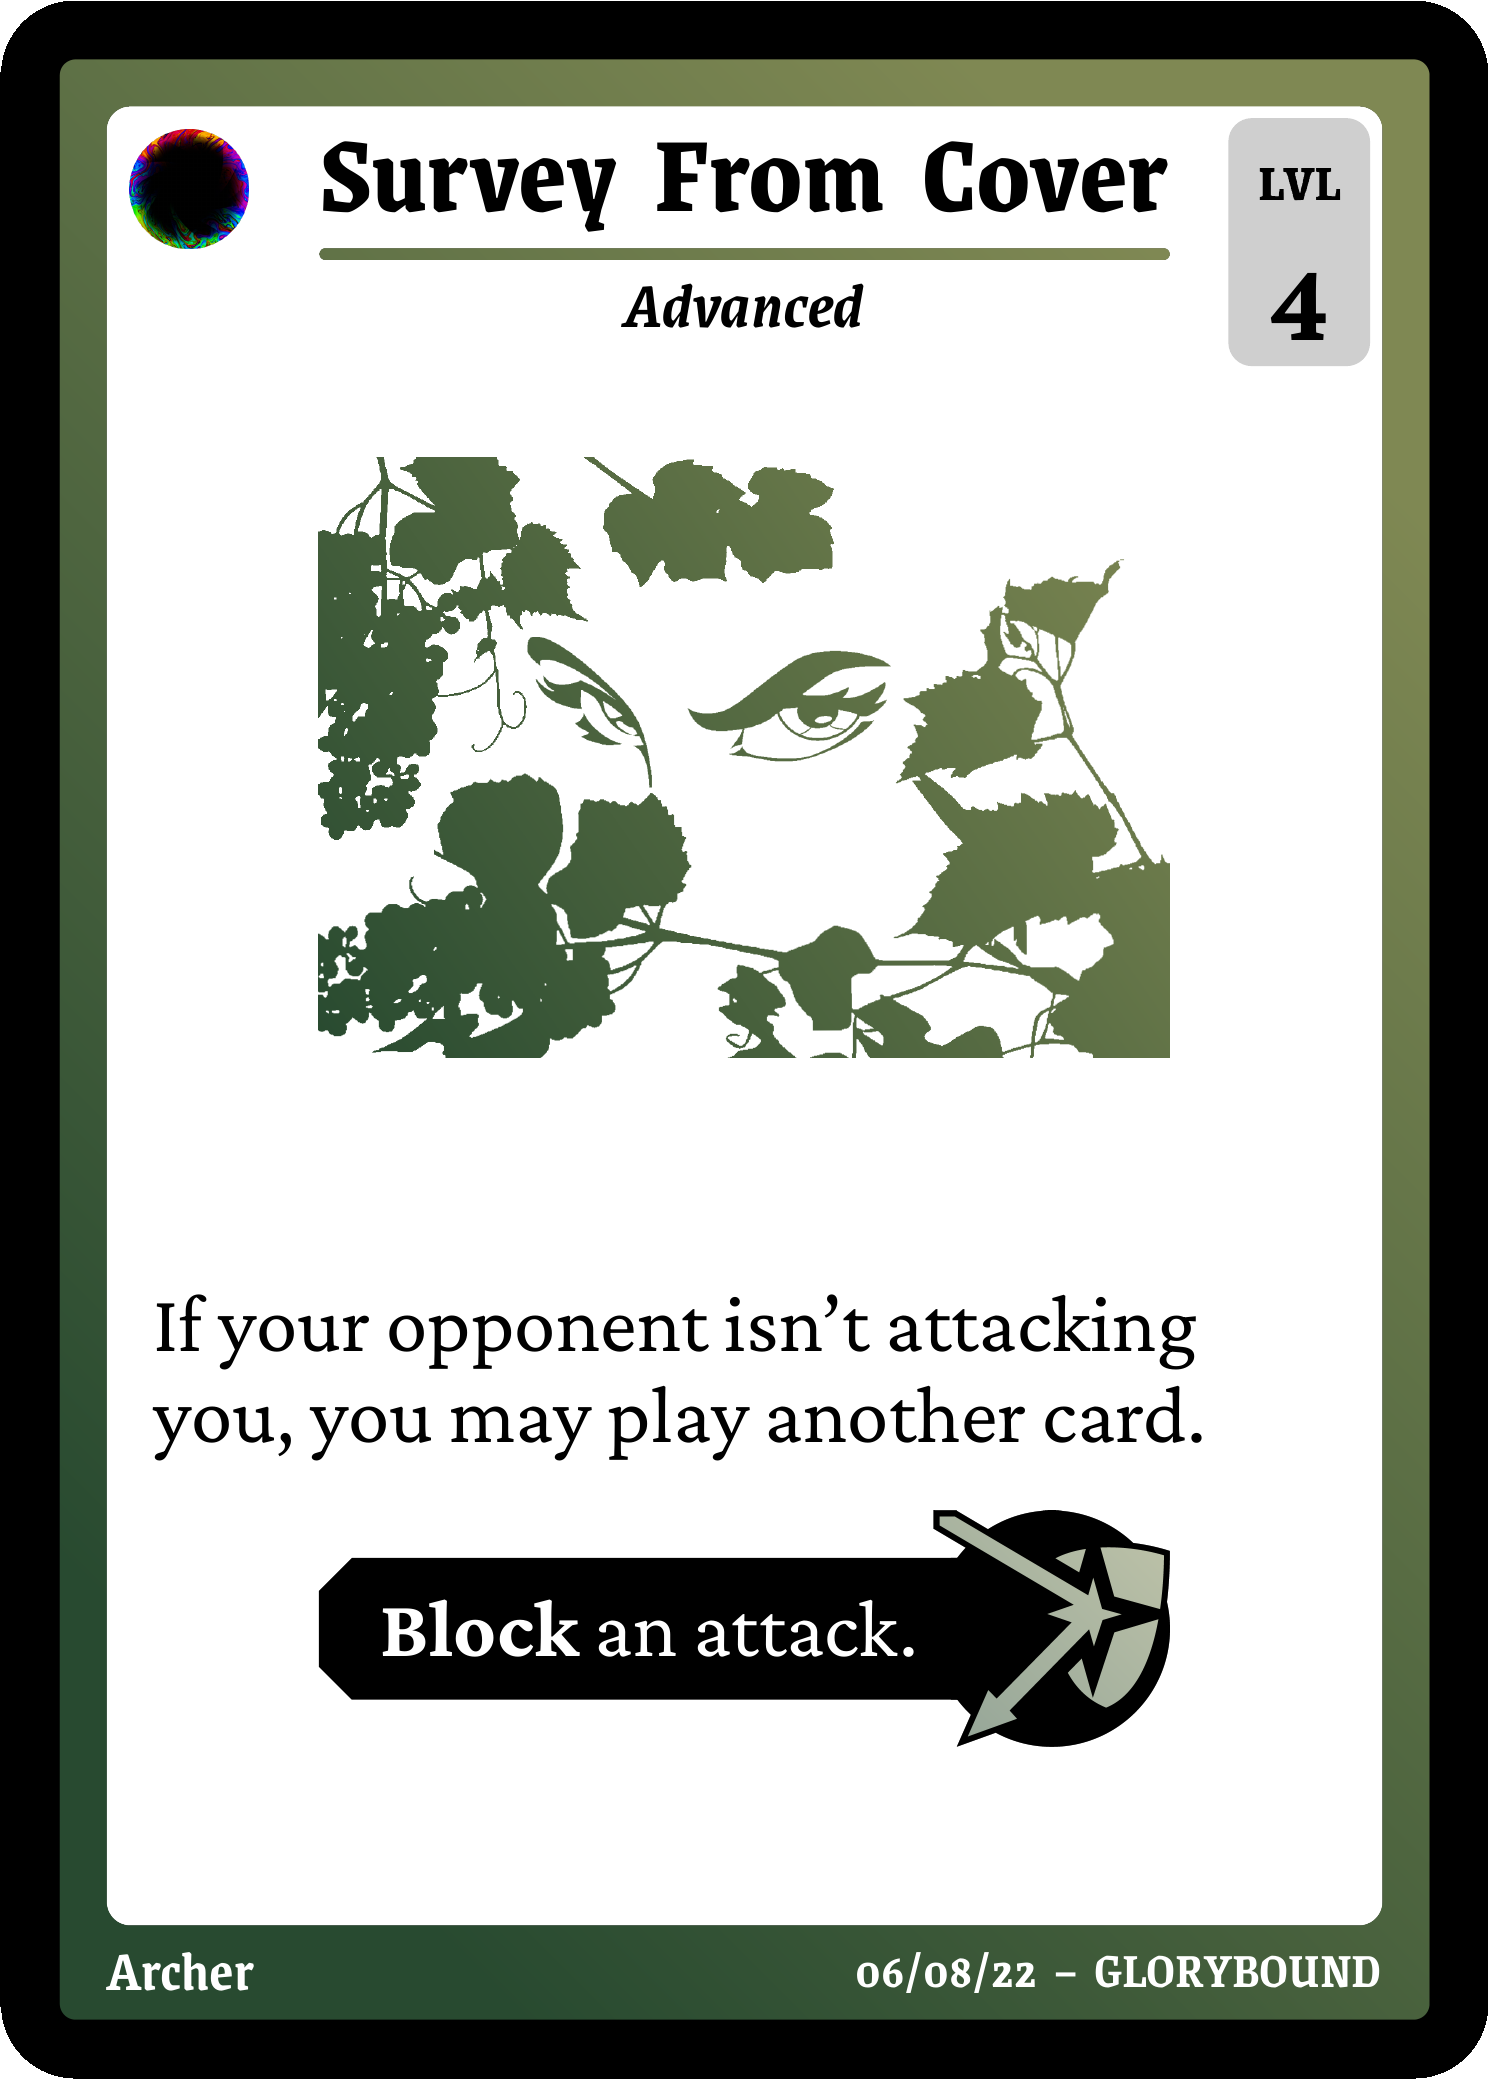 Survey From Cover
LVL
4
Advanced
If your opponent isn’t attacking
you, you may play another card.
Block an attack.
Archer
06/08/22 – GLORYBOUND